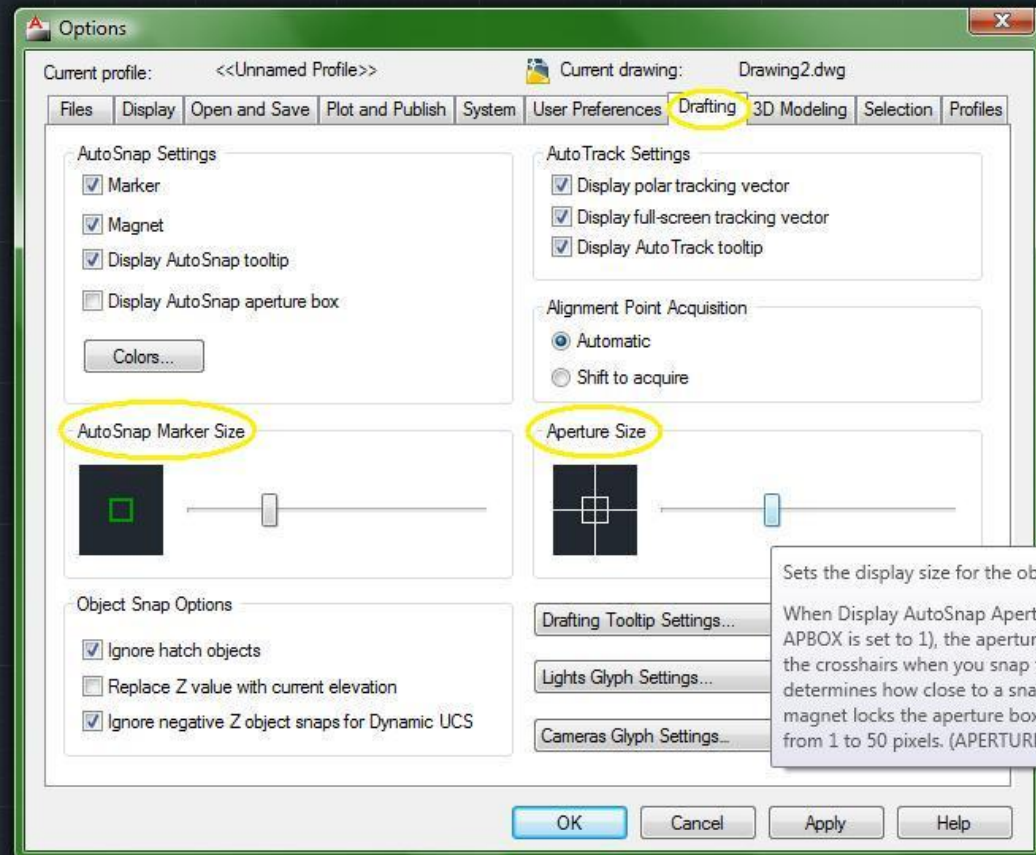 Options
Current profile: <<Unnamed Profile>> Current drawing: Drawing2.dwg
Files Display Open and Save Plot and Publish System User Preferences Drafting 3D Modeling Selection Profiles
AutoSnap Settings
Marker
Magnet
Display AutoSnap tooltip
Display AutoSnap aperture box
Colors...
AutoTrack Settings
Display polar tracking vector
Display full-screen tracking vector
Display AutoTrack tooltip
Alignment Point Acquisition
Automatic
Shift to acquire
AutoSnap Marker Size
Aperture Size
Object Snap Options
Ignore hatch objects
Replace Z value with current elevation
Ignore negative Z object snaps for Dynamic UCS
Drafting Tooltip Settings...
Lights Glyph Settings...
Cameras Glyph Settings...
Sets the display size for the ob
When Display AutoSnap Apert
APBOX is set to 1), the apertur
the crosshairs when you snap
determines how close to a sna
magnet locks the aperture box
from 1 to 50 pixels. (APERTUR
OK Cancel Apply Help